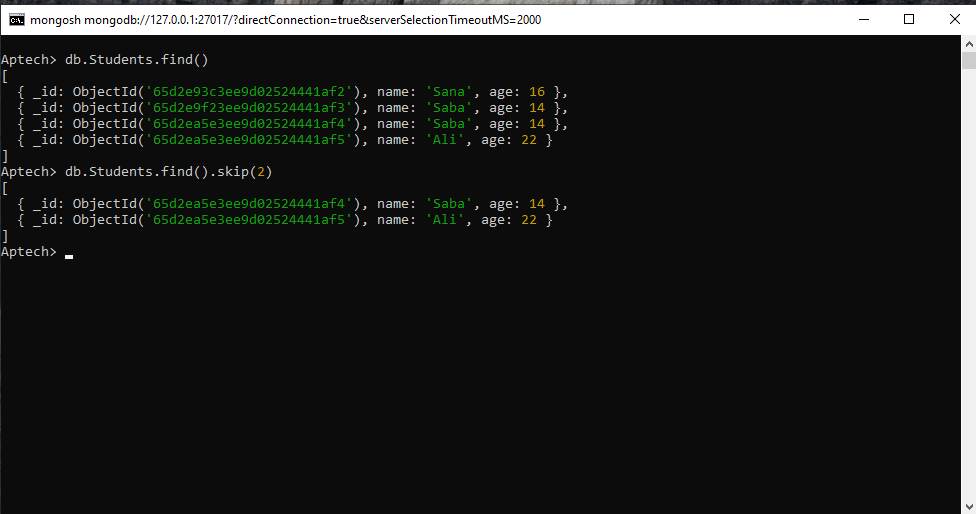 mongosh mongodb://127.0.0.1:27017/?directConnection=true&serverSelectionTimeoutMS=2000
Aptech> db.Students.find()
[
  { _id: ObjectId('65d2e93c3ee9d02524441af2'), name: 'Sana', age: 16 },
  { _id: ObjectId('65d2e9f23ee9d02524441af3'), name: 'Saba', age: 14 },
  { _id: ObjectId('65d2ea5e3ee9d02524441af4'), name: 'Saba', age: 14 },
  { _id: ObjectId('65d2ea5e3ee9d02524441af5'), name: 'Ali', age: 22 }
]
Aptech> db.Students.find().skip(2)
[
  { _id: ObjectId('65d2ea5e3ee9d02524441af4'), name: 'Saba', age: 14 },
  { _id: ObjectId('65d2ea5e3ee9d02524441af5'), name: 'Ali', age: 22 }
]
Aptech>